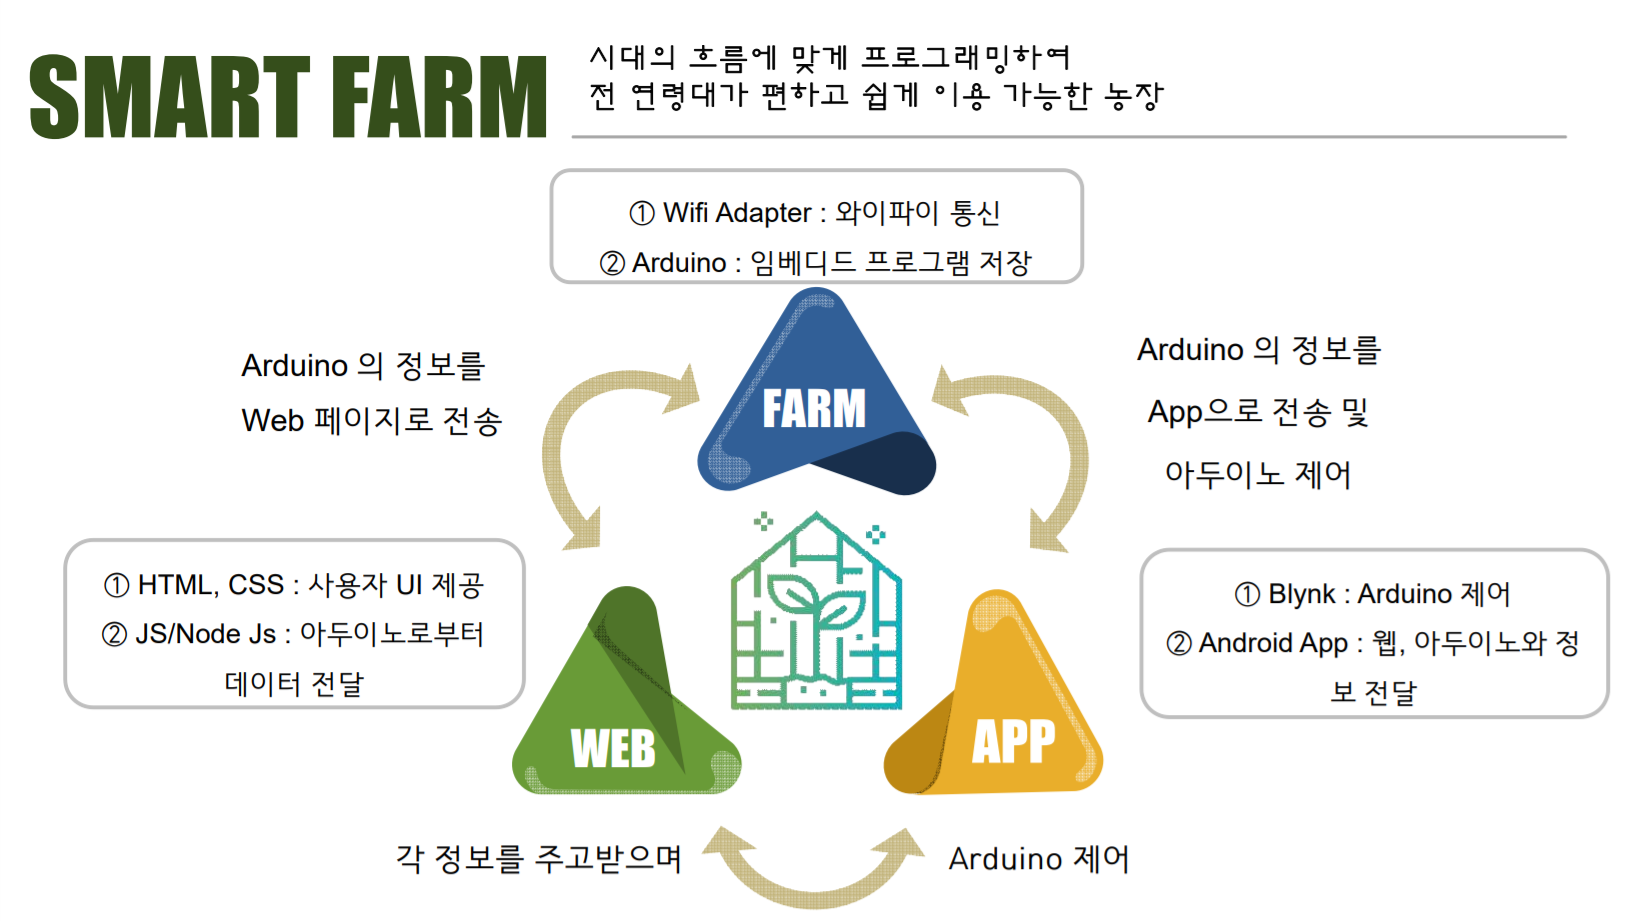 SMART FARM
시대의 흐름에 맞게 프로그래밍하여
전 연령대가 편하고 쉽게 이용 가능한 농장
① Wifi Adapter : 와이파이 통신
② Arduino : 임베디드 프로그램 저장
Arduino 의 정보를
Web 페이지로 전송
FARM
Arduino 의 정보를
App으로 전송 및
아두이노 제어
① HTML, CSS : 사용자 UI 제공
② JS/Node Js : 아두이노로부터
데이터 전달
① Blynk : Arduino 제어
② Android App : 웹, 아두이노와 정
보 전달
WEB
APP
각 정보를 주고받으며
Arduino 제어